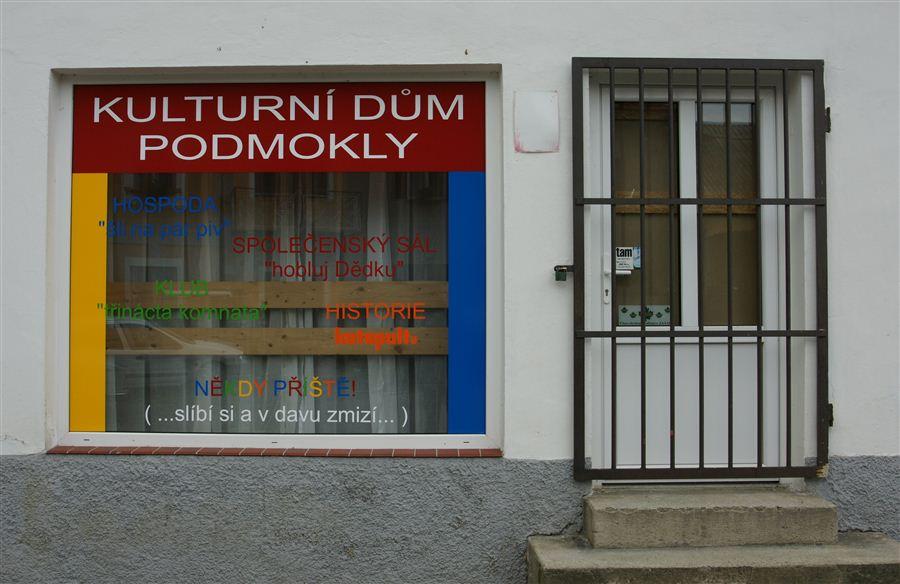 KULTURNÍ DŮM
PODMOKLY
HOSPODA
"šli na pár piv"
SPOLEČENSKÝ SÁL
"hobluj Dědku"
KLUB
"třináctá komnata"
HISTORIE
katapult
NĚKDY PŘÍŠTĚ!
( ...slíbí si a v davu zmizí... )
tam